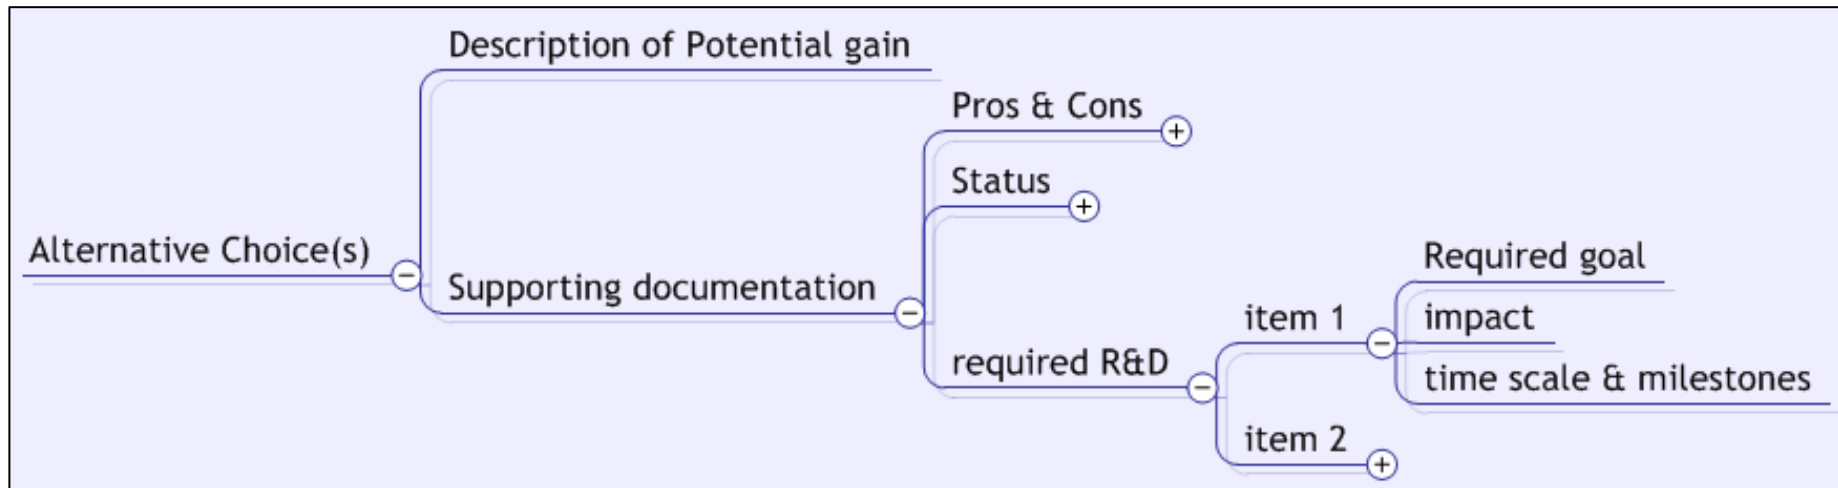 Description of Potential gain
Pros & Cons
Status
Alternative Choice(s)
Required goal
Supporting documentation
item 1
impact
required R&D
time scale & milestones
item 2